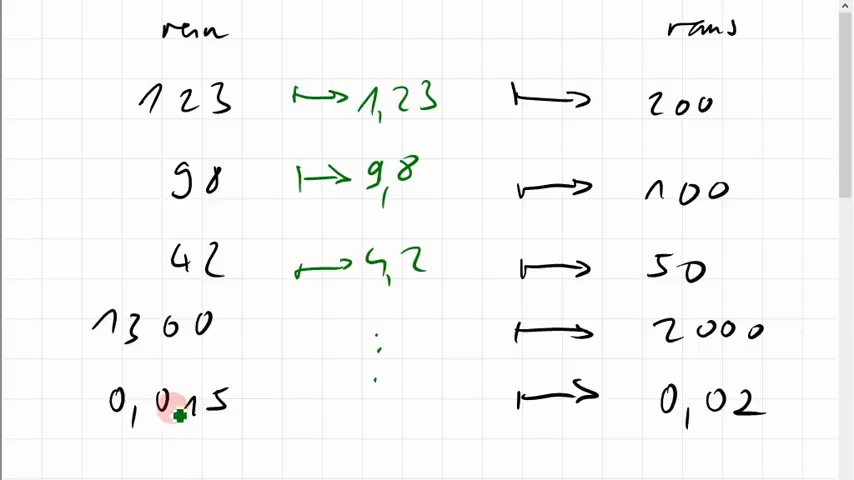 rein raus
123 ↦ 1,23 ↦ 200
98 ↦ 9,8 ↦ 100
42 ↦ 4,2 ↦ 50
1300 ⋮ ↦ 2000
0,015 ↦ 0,02